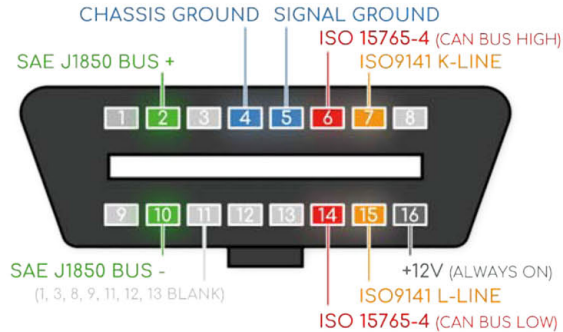 CHASSIS GROUND SIGNAL GROUND
ISO 15765-4 (CAN BUS HIGH)
SAE J1850 BUS + ISO9141 K-LINE
1 2 3 4 5 6 7 8
9 10 11 12 13 14 15 16
SAE J1850 BUS - +12V (ALWAYS ON)
(1, 3, 8, 9, 11, 12, 13 BLANK)
ISO9141 L-LINE
ISO 15765-4 (CAN BUS LOW)